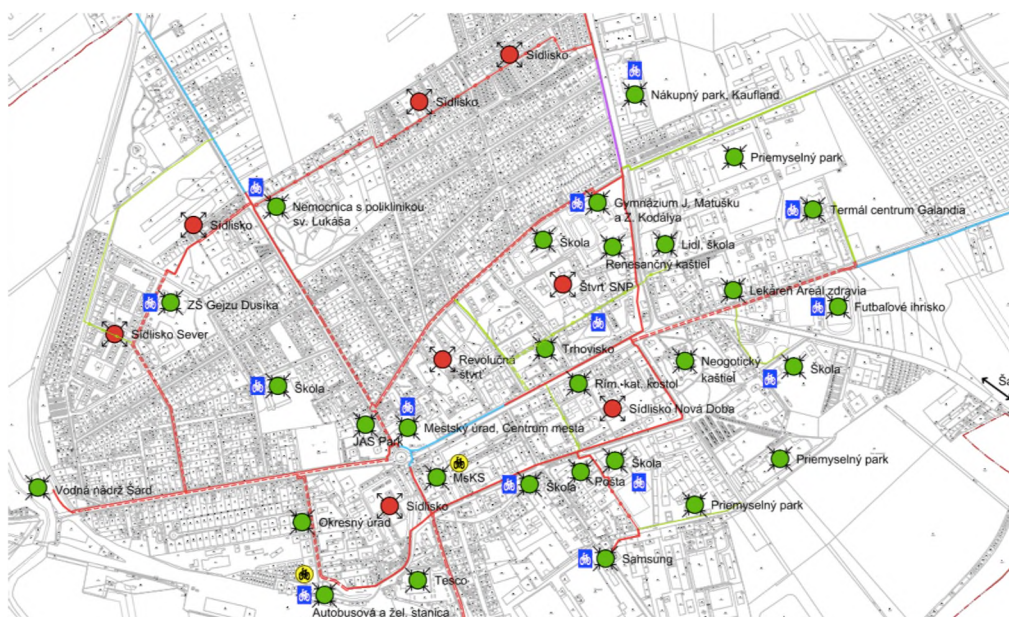 Sídlisko
Sídlisko
Nákupný park, Kaufland
Priemyselný park
Nemocnica s poliklinikou
sv. Lukáša
Gymnázium J. Matušku
a Z. Kodálya
Termál centrum Galandia
Sídlisko
Škola
Lidl, škola
Renesančný kaštieľ
Štvrť SNP
Lekáreň Areál zdravia
ZŠ Gejzu Dusíka
Futbaľové ihrisko
Sídlisko Sever
Trhovisko
Revolučná
štvrť
Neogotický
kaštieľ
Škola
Škola
Rím.-kat. kostol
Ša
Sídlisko Nová Doba
JAS Park
Mestský úrad, Centrum mesta
Škola
Priemyselný park
MsKS
Pošta
Vodná nádrž Šárd
Škola
Sídlisko
Priemyselný park
Okresný úrad
Samsung
Tesco
Autobusová a žel. stanica